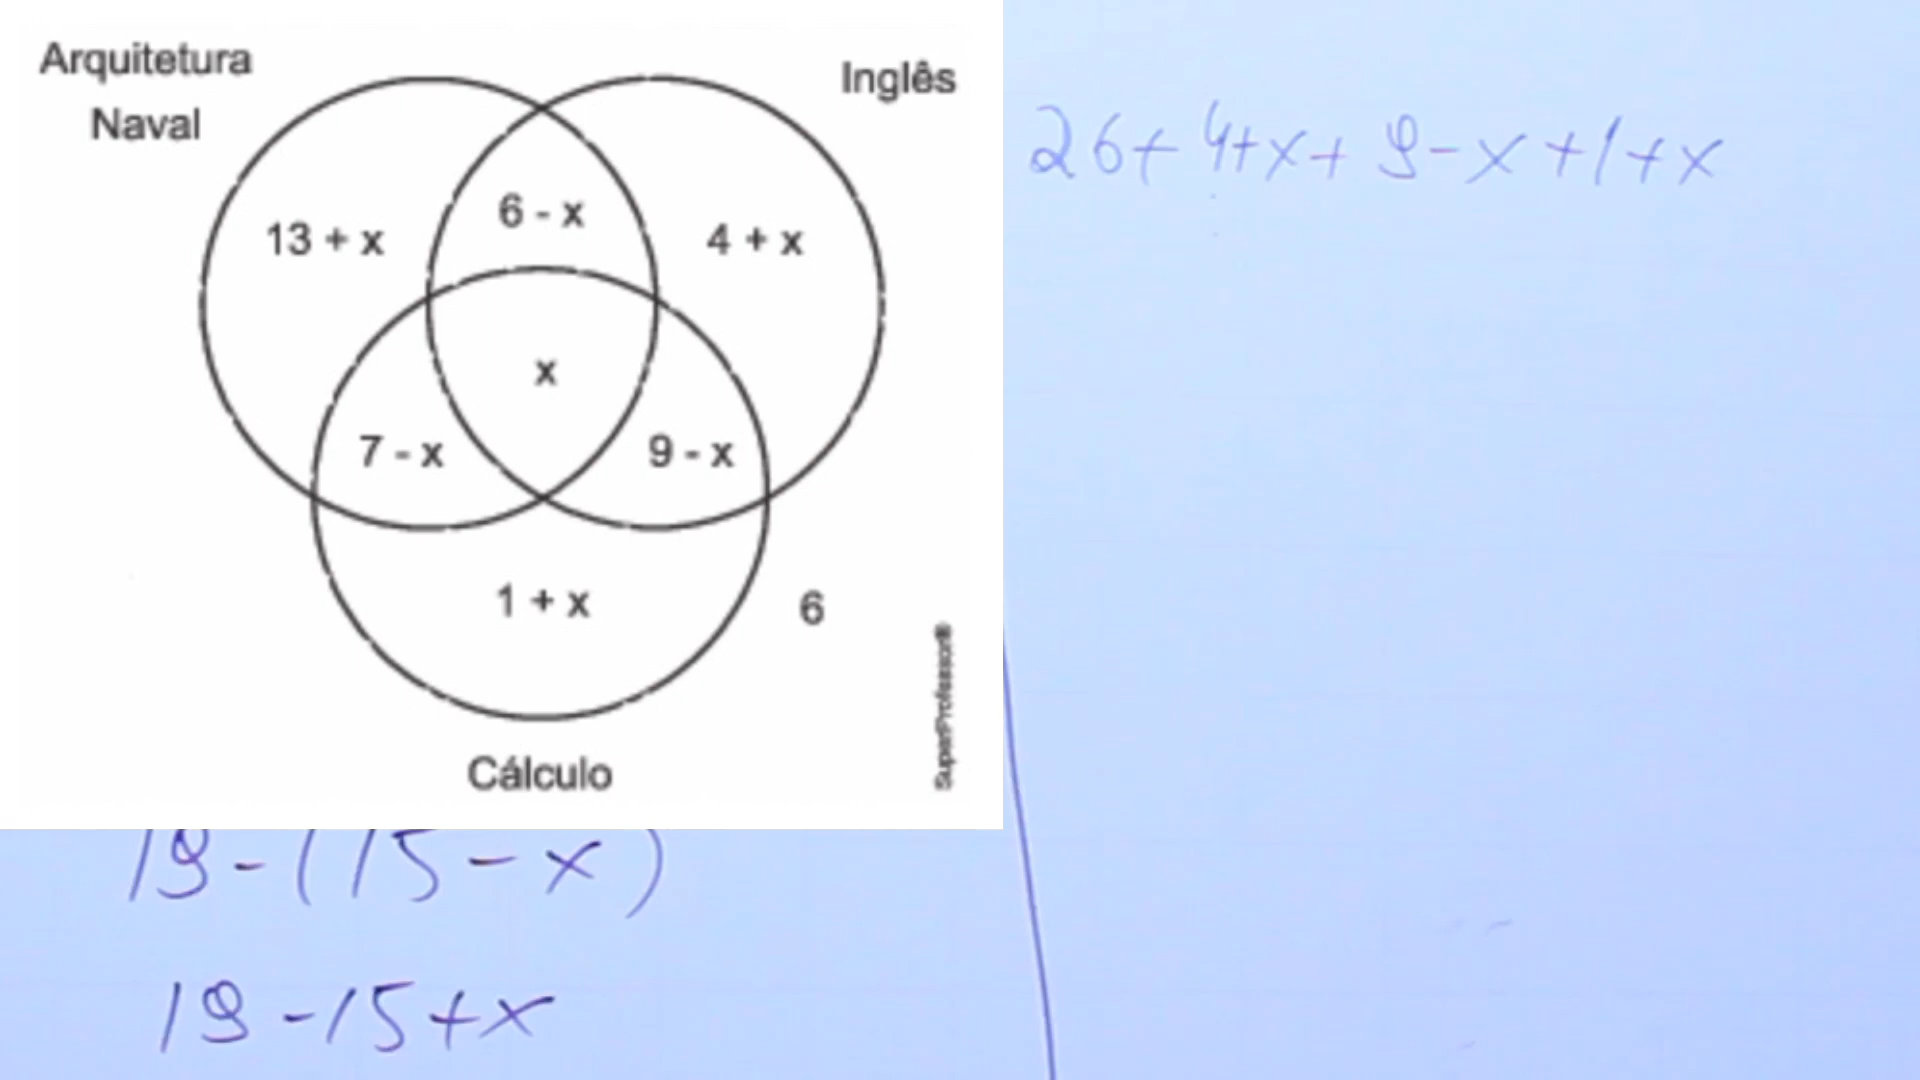 Arquitetura
Naval
Inglês
6 - x
13 + x
4 + x
x
7 - x
9 - x
1 + x
6
Cálculo
SuperProfessor®
26+ 4+x+ 9-x+1+x
19-(15-x)
19-15+x